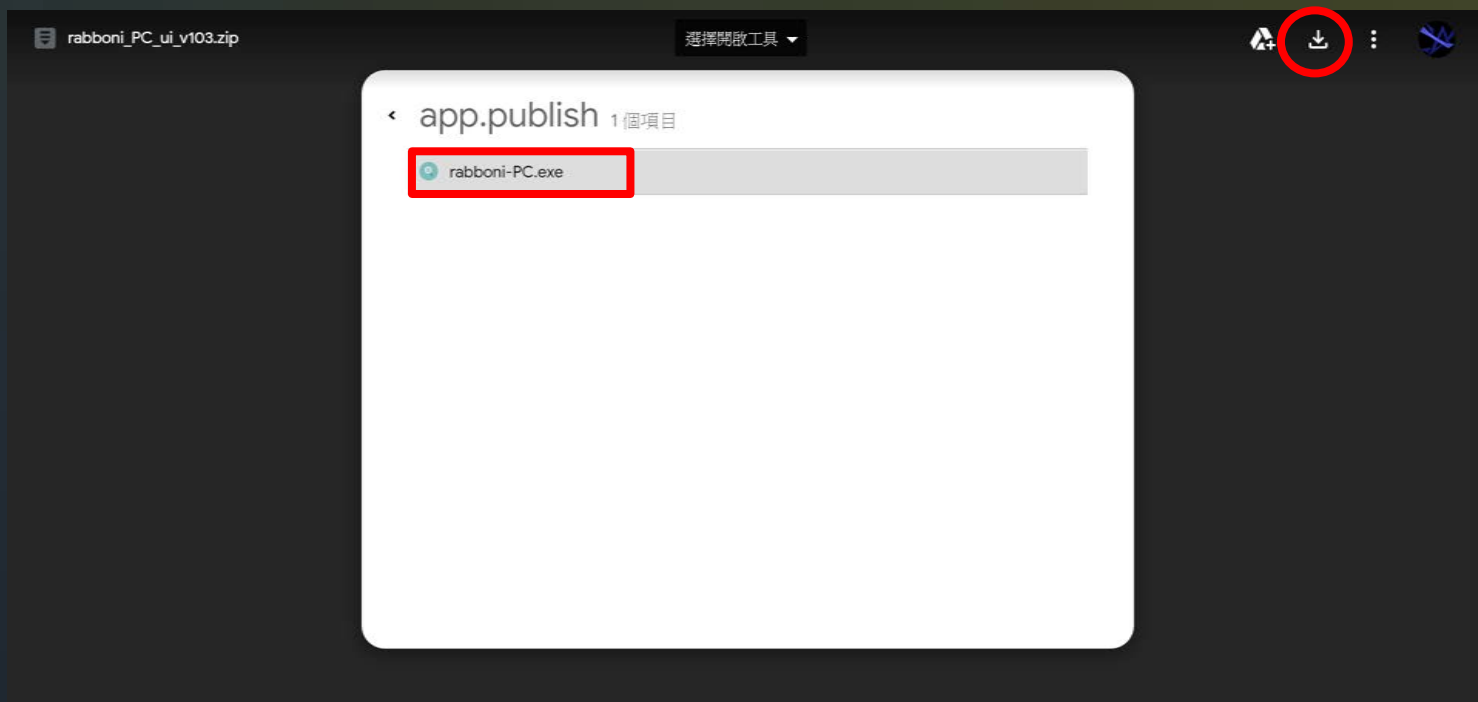 rabboni_PC_ui_v103.zip
選擇開啟工具
app.publish 1 個項目
rabboni-PC.exe